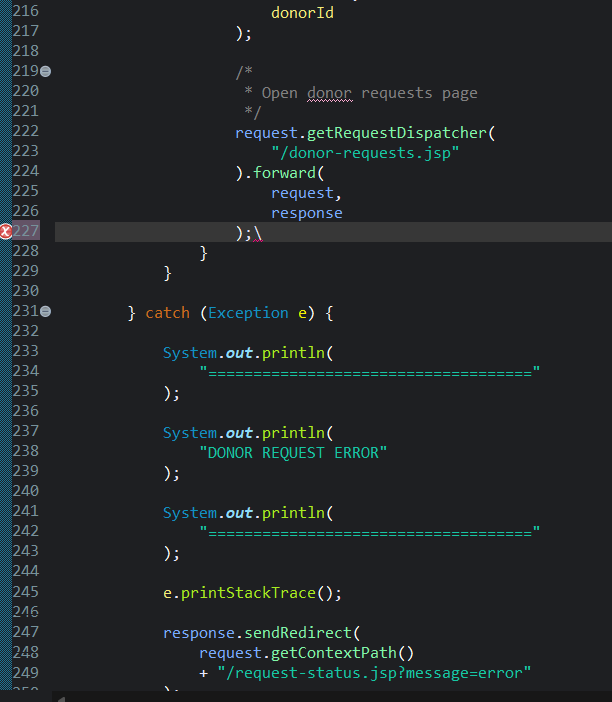 216                         donorId
217                     );
218
219                     /*
220                      * Open donor requests page
221                      */
222                     request.getRequestDispatcher(
223                         "/donor-requests.jsp"
224                     ).forward(
225                         request,
226                         response
227                     );\
228                 }
229             }
230
231         } catch (Exception e) {
232
233             System.out.println(
234                 "===================================="
235             );
236
237             System.out.println(
238                 "DONOR REQUEST ERROR"
239             );
240
241             System.out.println(
242                 "===================================="
243             );
244
245             e.printStackTrace();
246
247             response.sendRedirect(
248                 request.getContextPath()
249                 + "/request-status.jsp?message=error"